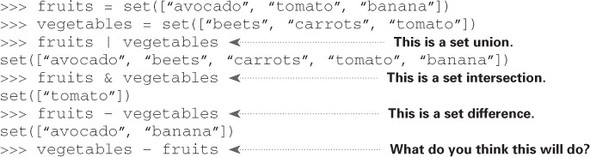 >>> fruits = set(["avocado", "tomato", "banana"])
>>> vegetables = set(["beets", "carrots", "tomato"])
>>> fruits | vegetables This is a set union.
set(["avocado", "beets", "carrots", "tomato", "banana"])
>>> fruits & vegetables This is a set intersection.
set(["tomato"])
>>> fruits – vegetables This is a set difference.
set(["avocado", "banana"])
>>> vegetables – fruits What do you think this will do?